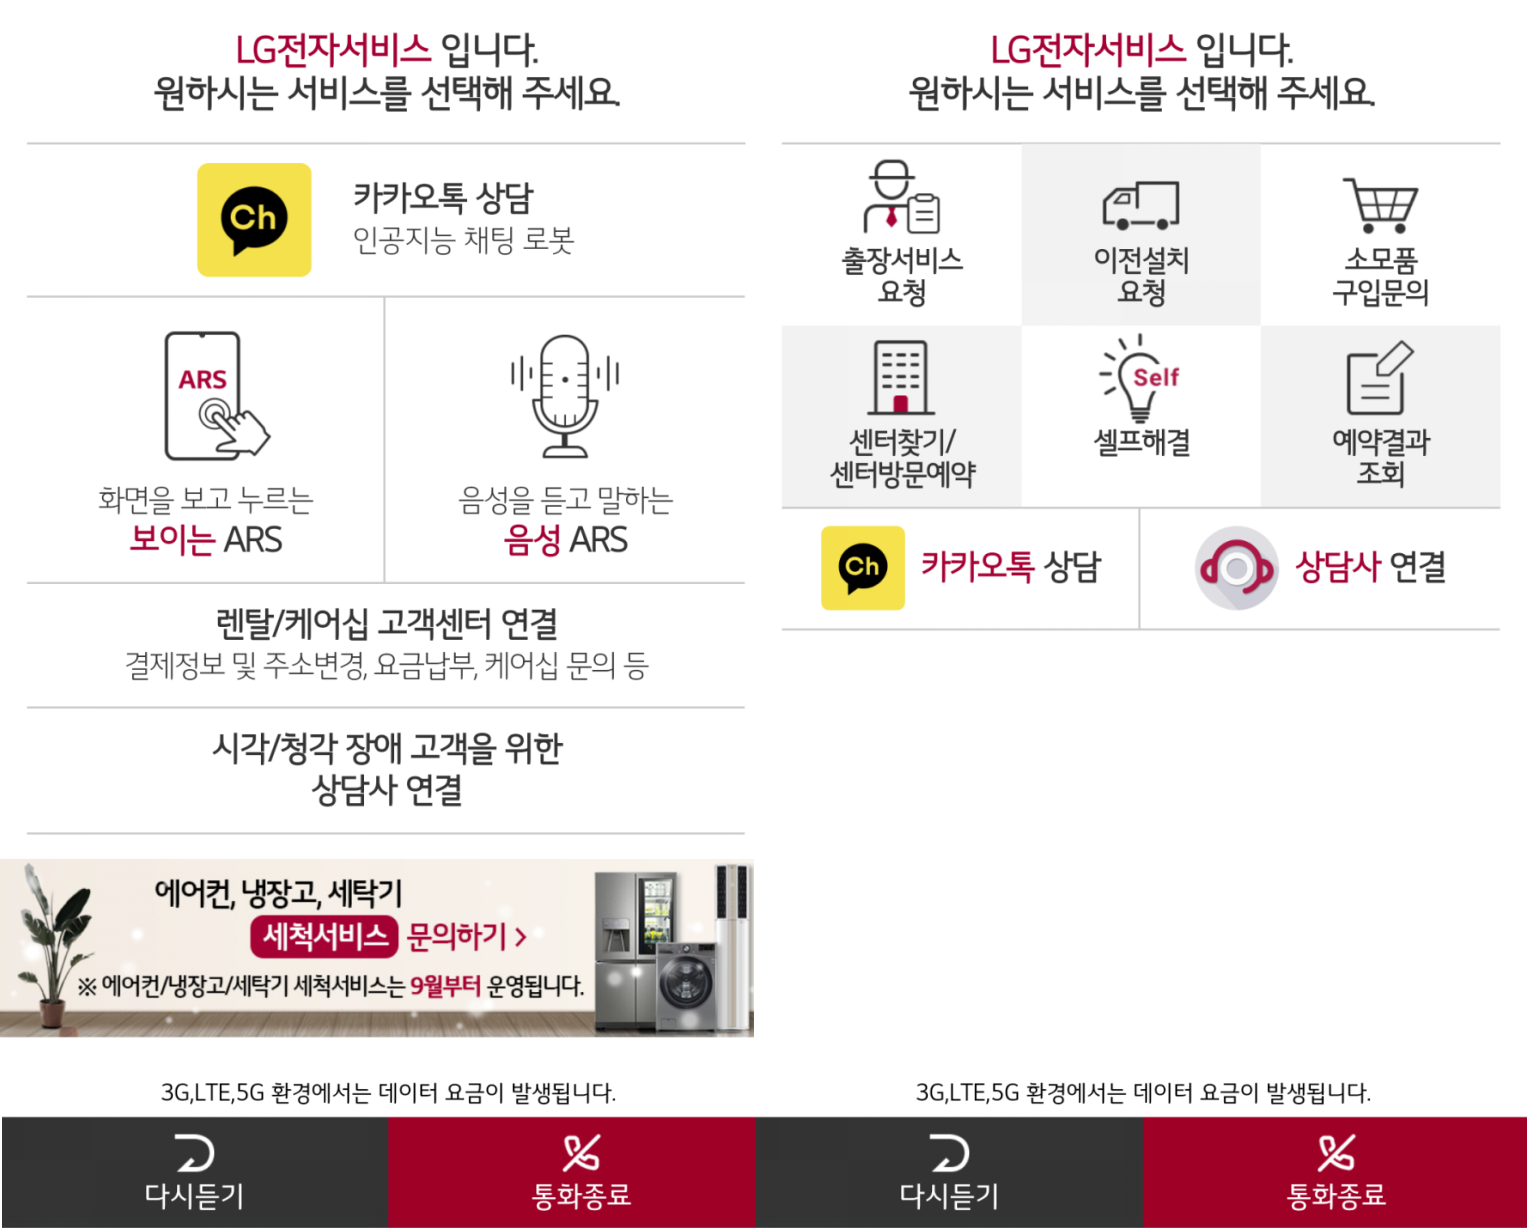 LG전자서비스 입니다.
원하시는 서비스를 선택해 주세요.
Ch
카카오톡 상담
인공지능 채팅 로봇
ARS
화면을 보고 누르는
보이는 ARS
음성을 듣고 말하는
음성 ARS
렌탈/케어십 고객센터 연결
결제정보 및 주소변경, 요금납부, 케어십 문의 등
시각/청각 장애 고객을 위한
상담사 연결
에어컨, 냉장고, 세탁기
세척서비스 문의하기 >
※ 에어컨/냉장고/세탁기 세척서비스는 9월부터 운영됩니다.
3G,LTE,5G 환경에서는 데이터 요금이 발생됩니다.
다시듣기
통화종료
LG전자서비스 입니다.
원하시는 서비스를 선택해 주세요.
출장서비스
요청
이전설치
요청
소모품
구입문의
센터찾기/
센터방문예약
Self
셀프해결
예약결과
조회
Ch
카카오톡 상담
상담사 연결
3G,LTE,5G 환경에서는 데이터 요금이 발생됩니다.
다시듣기
통화종료